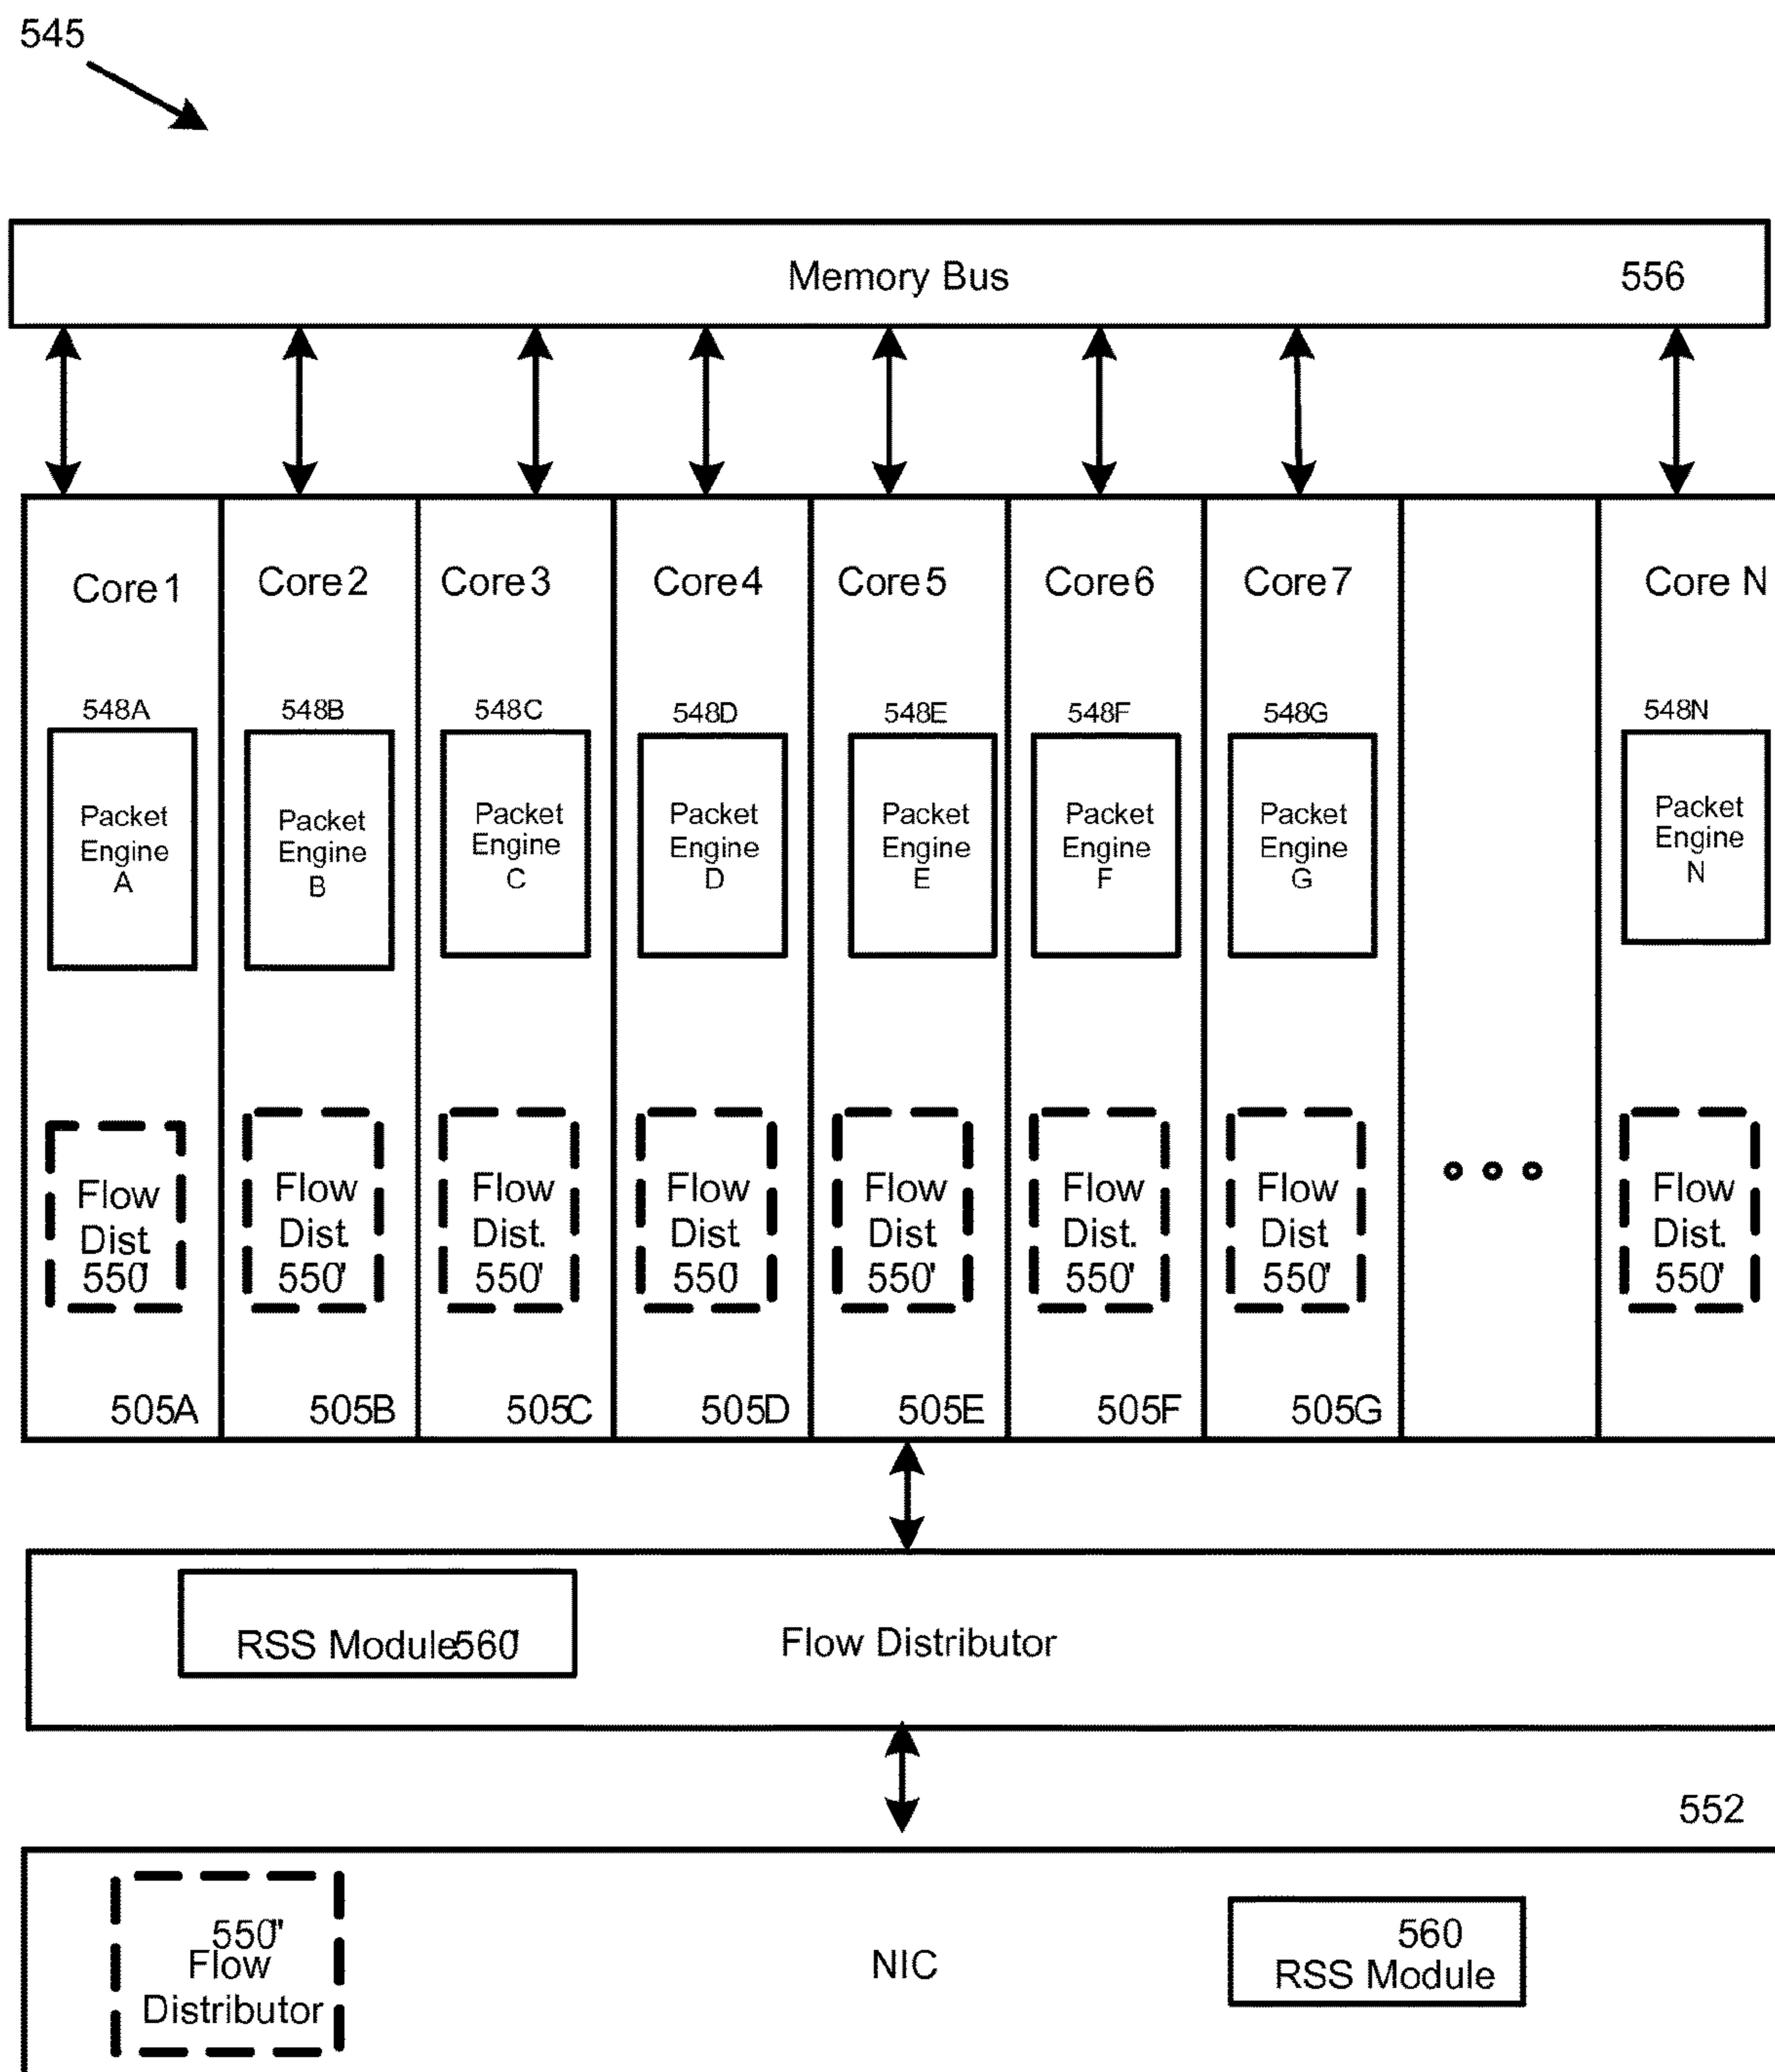 545
Memory Bus 556
Core 1 Core 2 Core 3 Core 4 Core 5 Core 6 Core 7 Core N
548A 548B 548C 548D 548E 548F 548G 548N
Packet Packet Packet Packet Packet Packet Packet Packet
Engine Engine Engine Engine Engine Engine Engine Engine
A B C D E F G N
Flow Flow Flow Flow Flow Flow Flow Flow
Dist Dist Dist. Dist Dist Dist. Dist Dist.
550' 550' 550' 550' 550' 550' 550' 550'
505A 505B 505C 505D 505E 505F 505G
RSS Module 560' Flow Distributor
552
550" 560
Flow NIC RSS Module
Distributor